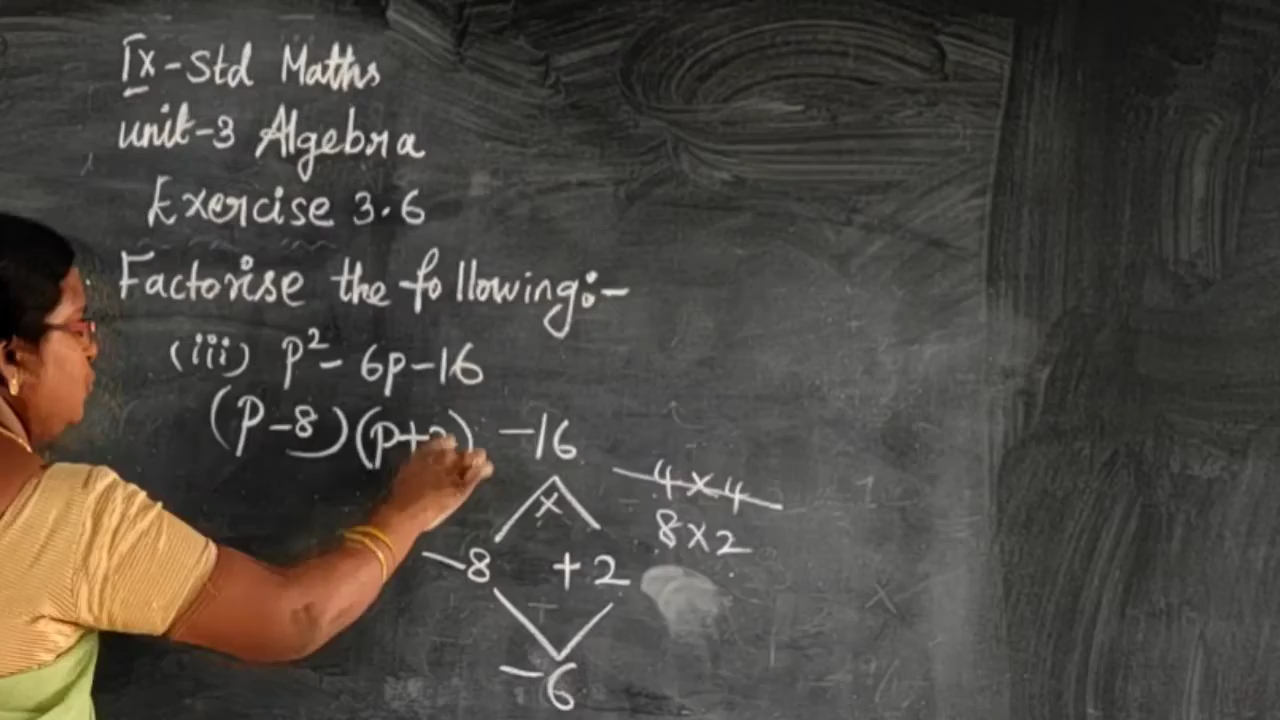 IX-Std Maths
unit-3 Algebra
Exercise 3.6
Factorise the following:-
(iii) p²- 6p-16
(p-8)(p+2)
-16
4×4
×
8×2
-8 +2
-6